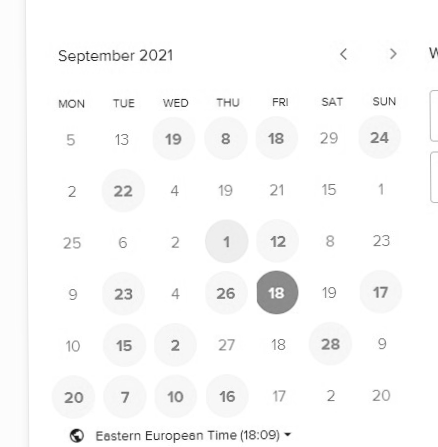 September 2021 < > W
MON TUE WED THU FRI SAT SUN
5 13 19 8 18 29 24
2 22 4 19 21 15 1
25 6 2 1 12 8 23
9 23 4 26 18 19 17
10 15 2 27 18 28 9
20 7 10 16 17 2 20
Eastern European Time (18:09)